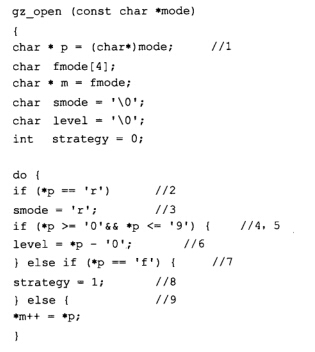 gz_open (const char *mode)
{
char * p = (char*)mode; //1
char fmode[4];
char * m = fmode;
char smode = '\0';
char level = '\0';
int strategy = 0;
do {
if (*p == 'r') //2
smode = 'r'; //3
if (*p >= '0'&& *p <= '9') { //4, 5
level = *p - '0'; //6
} else if (*p == 'f') { //7
strategy = 1; //8
} else { //9
*m++ = *p;
}